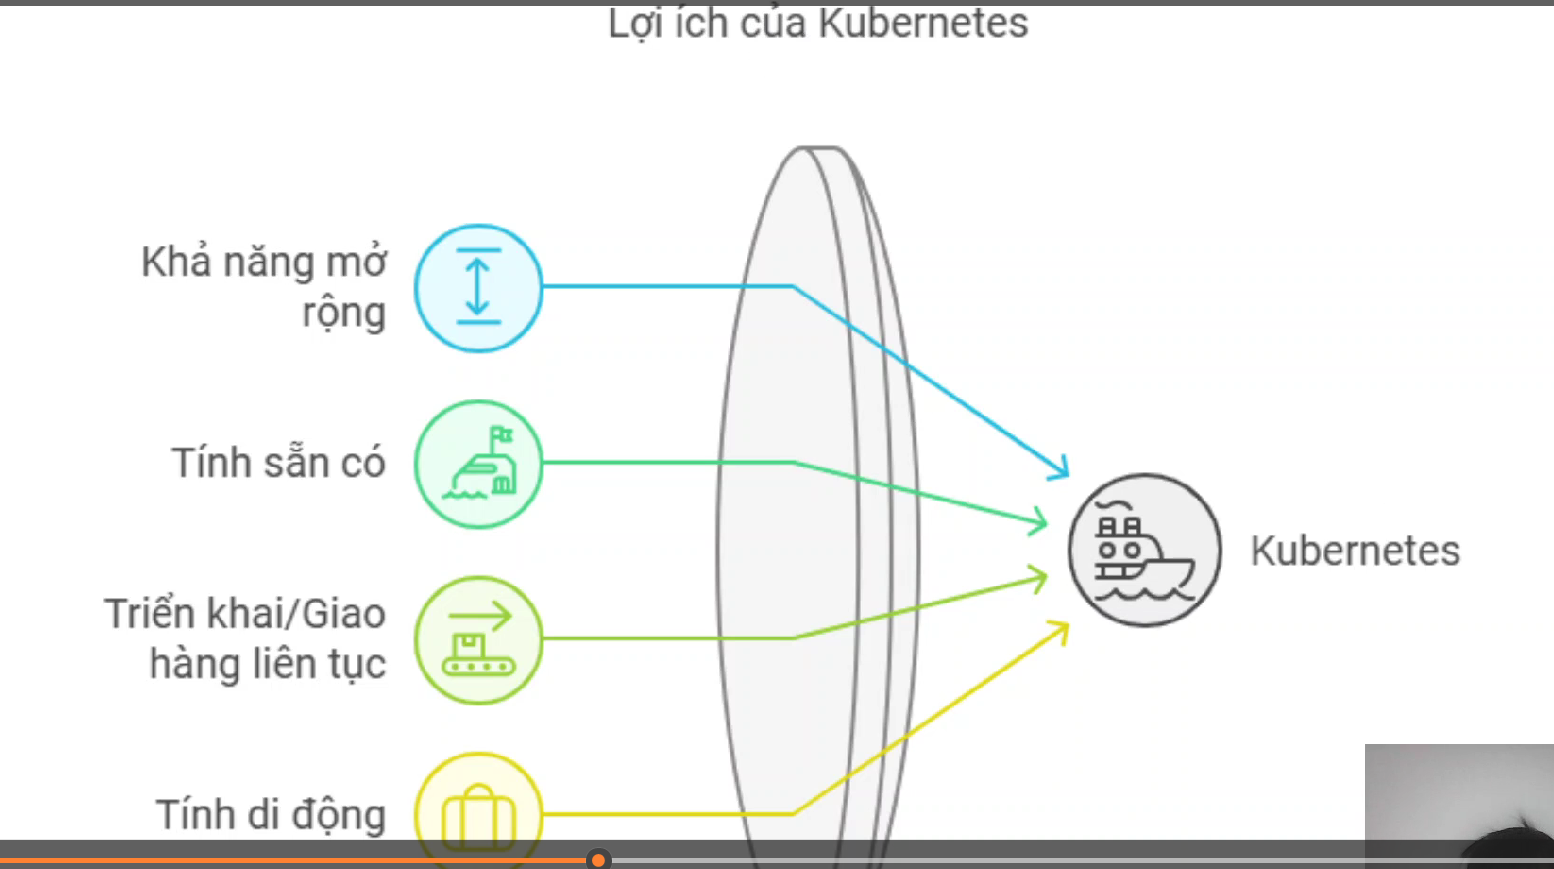 Lợi ích của Kubernetes
Khả năng mở
rộng
Tính sẵn có
Triển khai/Giao
hàng liên tục
Tính di động
Kubernetes